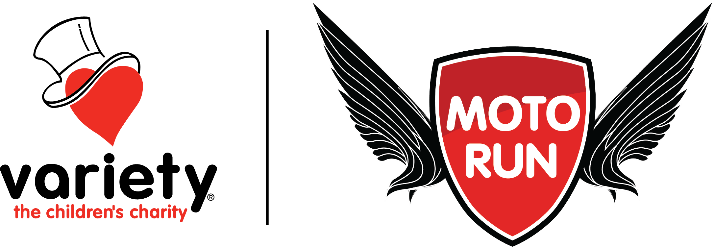 variety®
the children's charity
MOTO
RUN